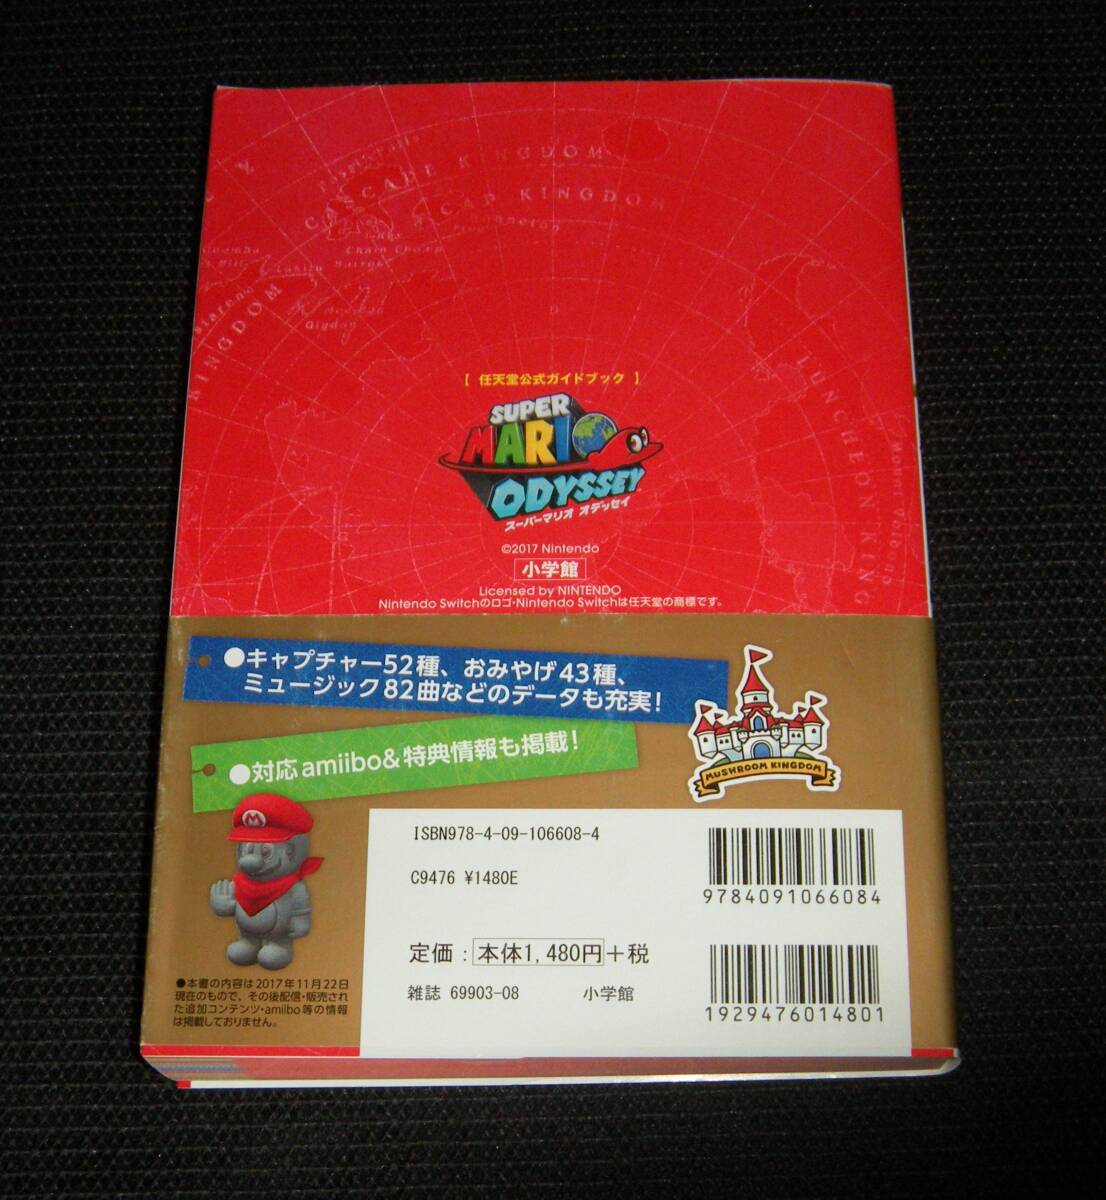 CASCADE KINGDOM
CAP KINGDOM
Goomba
Chain Chomp
KINGDOM
LUNCHEON KING
【 任天堂公式ガイドブック 】
SUPER
MARIO
ODYSSEY
スーパーマリオ オデッセイ
©2017 Nintendo
小学館
Licensed by NINTENDO
Nintendo Switchのロゴ・Nintendo Switchは任天堂の商標です。
●キャプチャー52種、おみやげ43種、
ミュージック82曲などのデータも充実!
●対応amiibo&特典情報も掲載!
MUSHROOM KINGDOM
M
ISBN978-4-09-106608-4
C9476 ¥1480E
9784091066084
定価:本体1,480円+税
雑誌 69903-08 小学館
1929476014801
●本書の内容は2017年11月22日
現在のもので、その後配信・販売され
た追加コンテンツ・amiibo等の情報
は掲載しておりません。